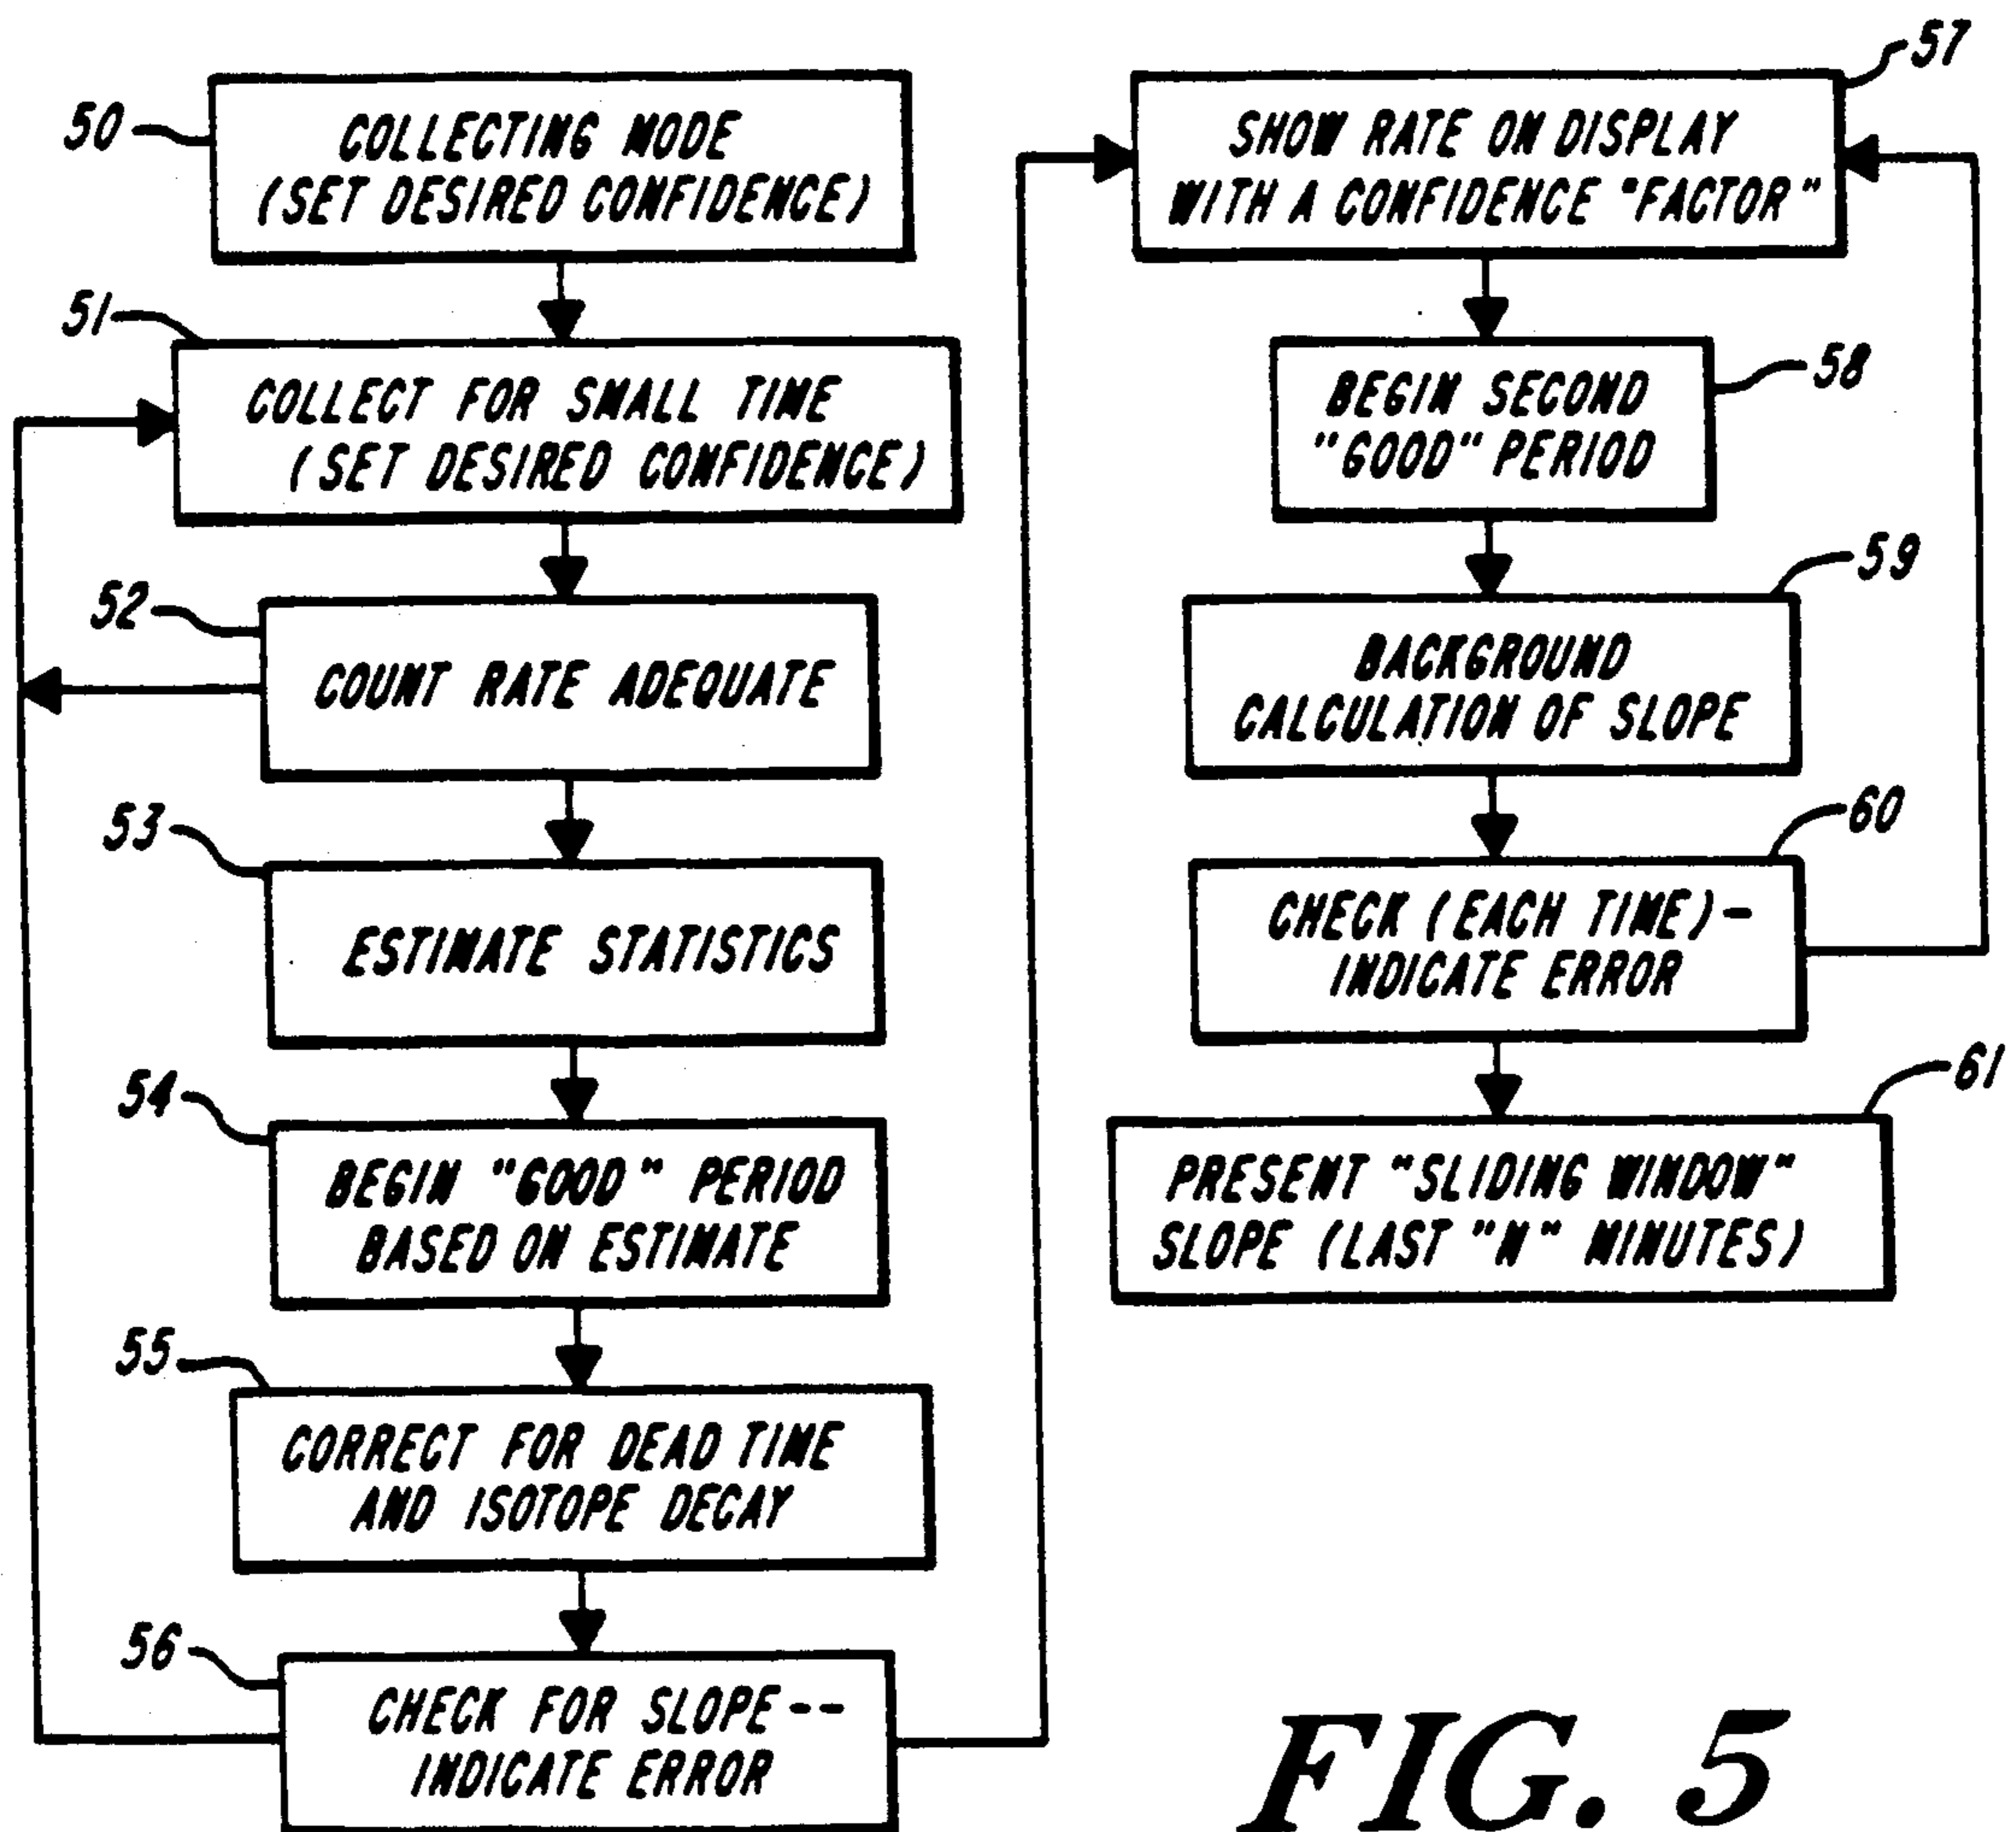 50
COLLECTING MODE
(SET DESIRED CONFIDENCE)
51
COLLECT FOR SMALL TIME
(SET DESIRED CONFIDENCE)
52
COUNT RATE ADEQUATE
53
ESTIMATE STATISTICS
54
BEGIN "GOOD" PERIOD
BASED ON ESTIMATE
55
CORRECT FOR DEAD TIME
AND ISOTOPE DECAY
56
CHECK FOR SLOPE--
INDICATE ERROR
57
SHOW RATE ON DISPLAY
WITH A CONFIDENCE "FACTOR"
58
BEGIN SECOND
"GOOD" PERIOD
59
BACKGROUND
CALCULATION OF SLOPE
60
CHECK (EACH TIME)-
INDICATE ERROR
61
PRESENT "SLIDING WINDOW"
SLOPE (LAST "N" MINUTES)
FIG. 5